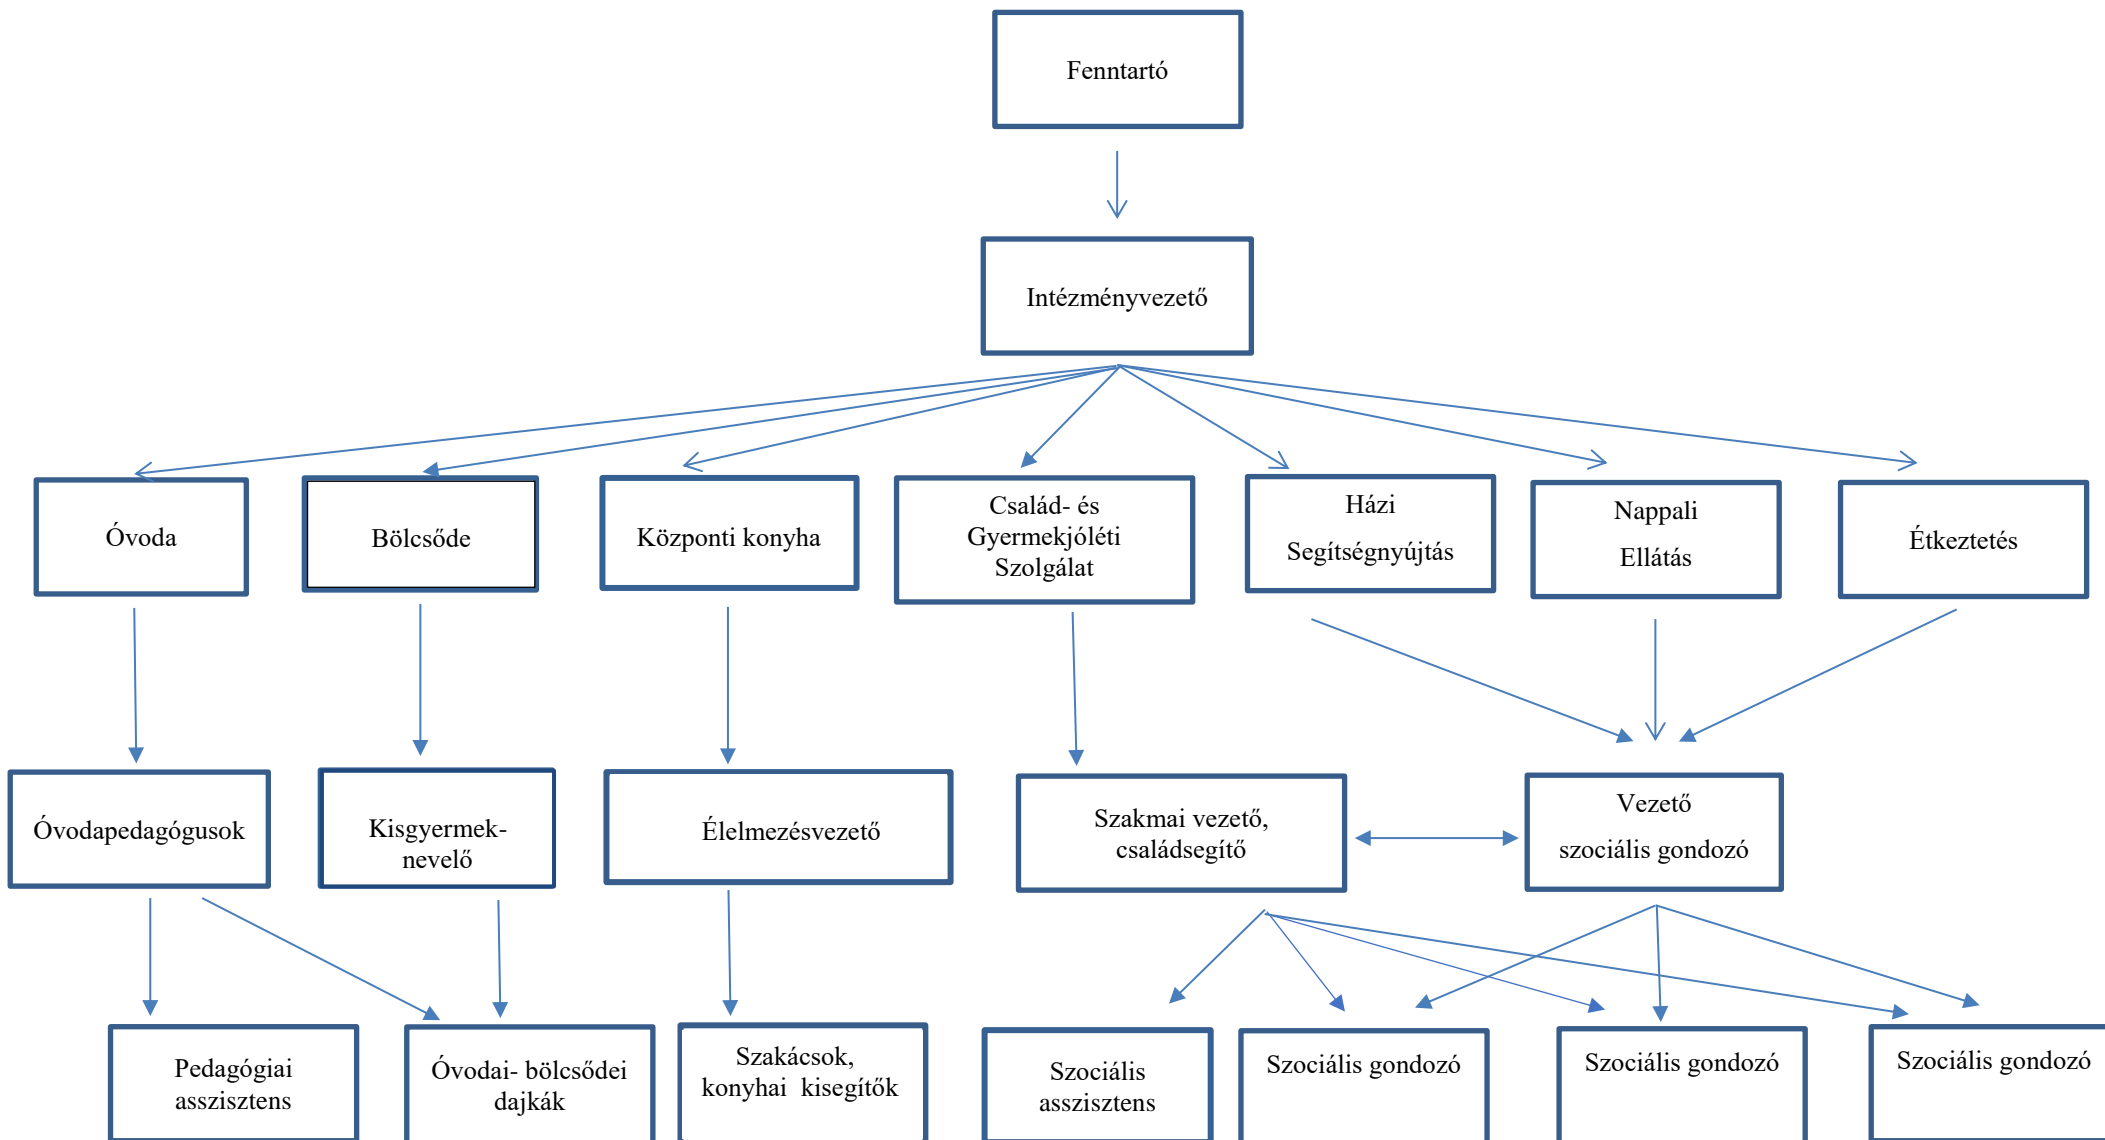 Fenntartó
Intézményvezető
Óvoda
Bölcsőde
Központi konyha
Család- és
Gyermekjóléti
Szolgálat
Házi
Segítségnyújtás
Nappali
Ellátás
Étkeztetés
Óvodapedagógusok
Kisgyermek-
nevelő
Élelmezésvezető
Szakmai vezető,
családsegítő
Vezető
szociális gondozó
Pedagógiai
asszisztens
Óvodai- bölcsődei
dajkák
Szakácsok,
konyhai kisegítők
Szociális
asszisztens
Szociális gondozó
Szociális gondozó
Szociális gondozó